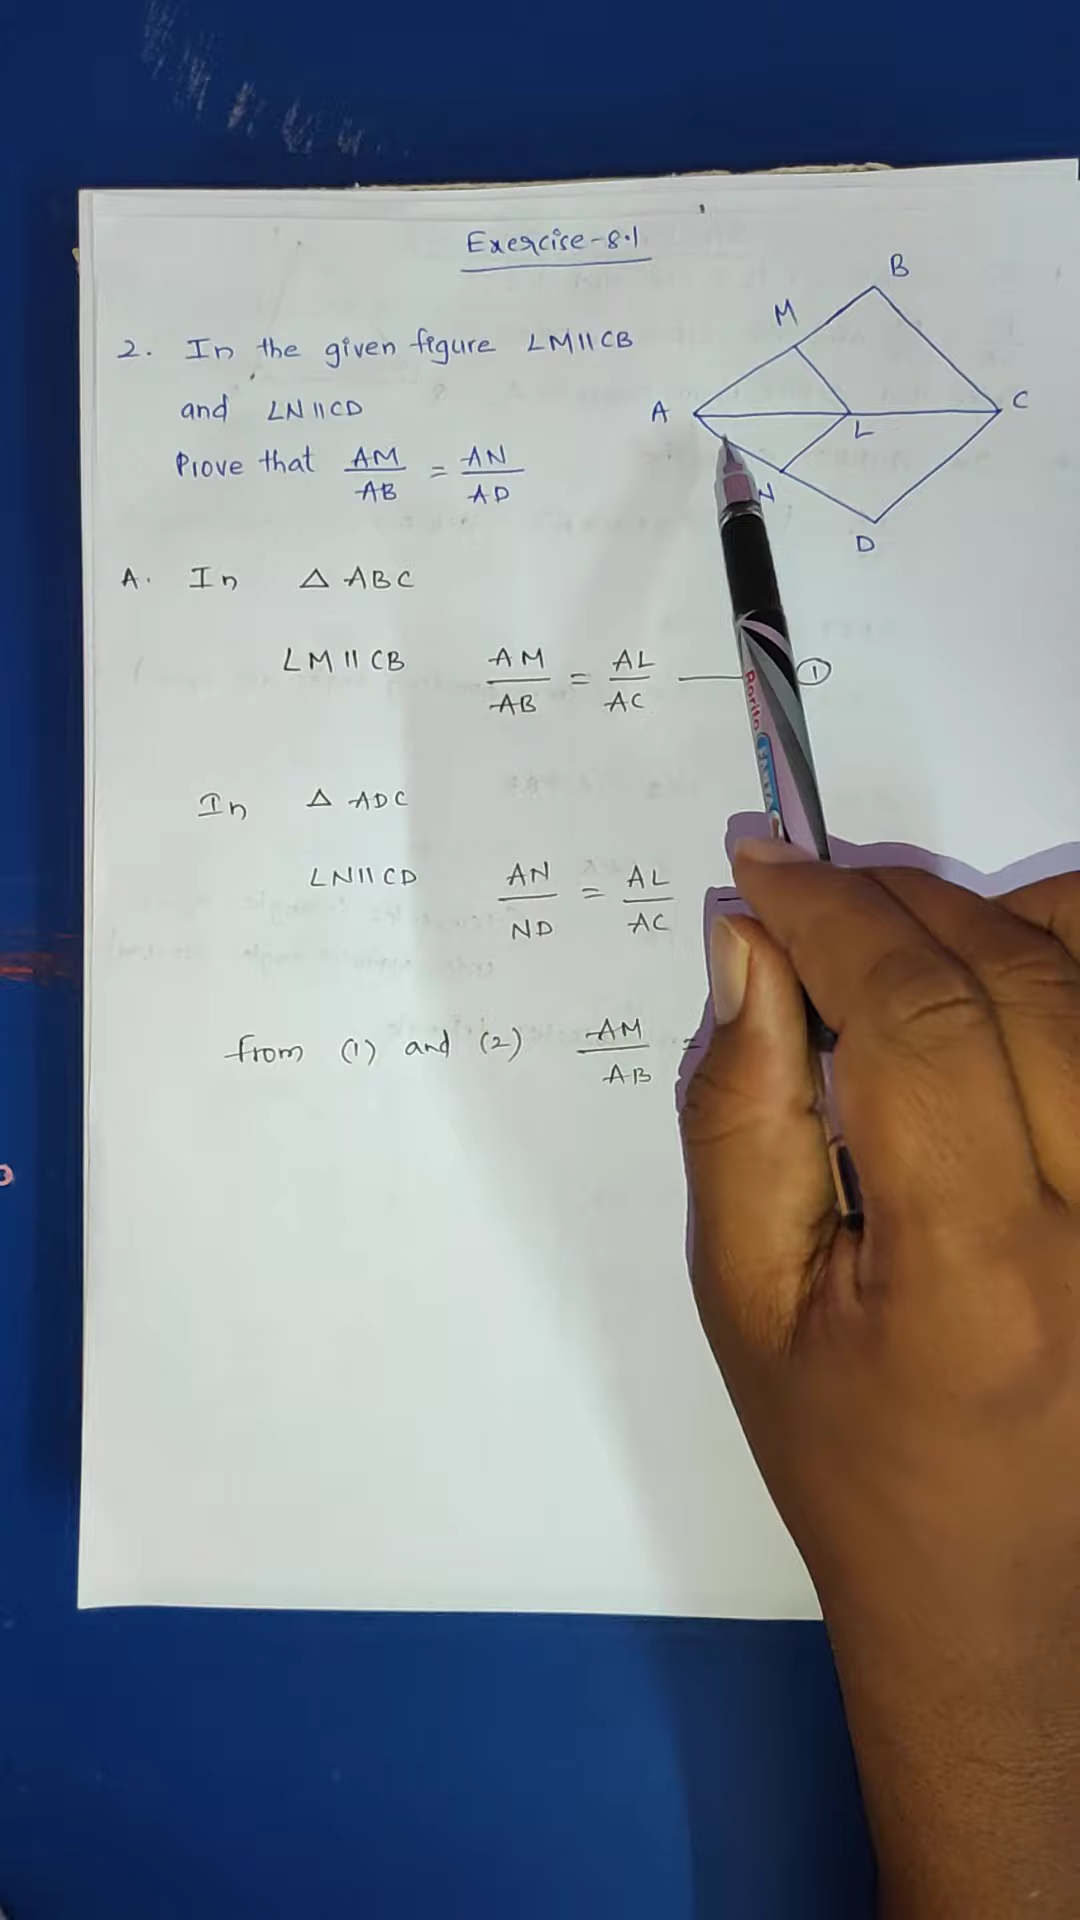 Exercise-8.1
2. In the given figure LM||CB
and LN||CD
Prove that AM/AB = AN/AD
B
M
A
C
L
N
D
A. In △ ABC
LM || CB AM/AB = AL/AC —— ①
In △ ADC
LN||CD AN/ND = AL/AC
from (1) and (2) AM/AB =
Rorito